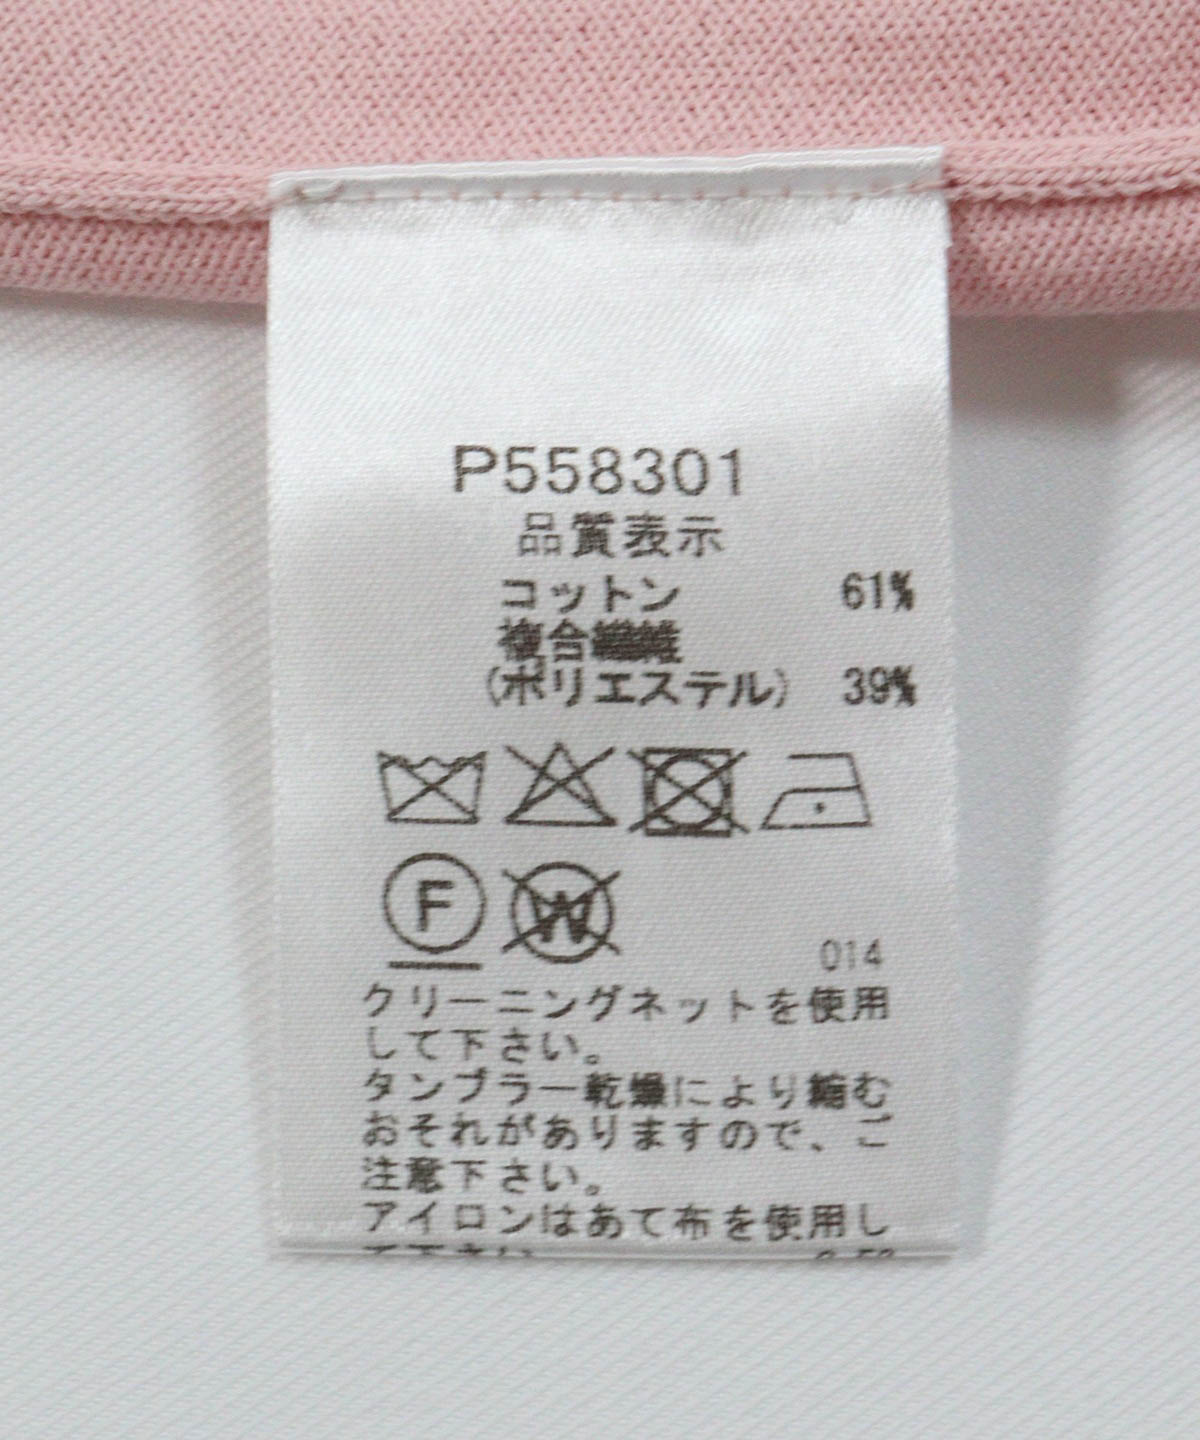 P558301
品質表示
コットン 61%
複合繊維
(ポリエステル) 39%
F W
014
クリーニングネットを使用
して下さい。
タンブラー乾燥により縮む
おそれがありますので、ご
注意下さい。
アイロンはあて布を使用し
て下さい。